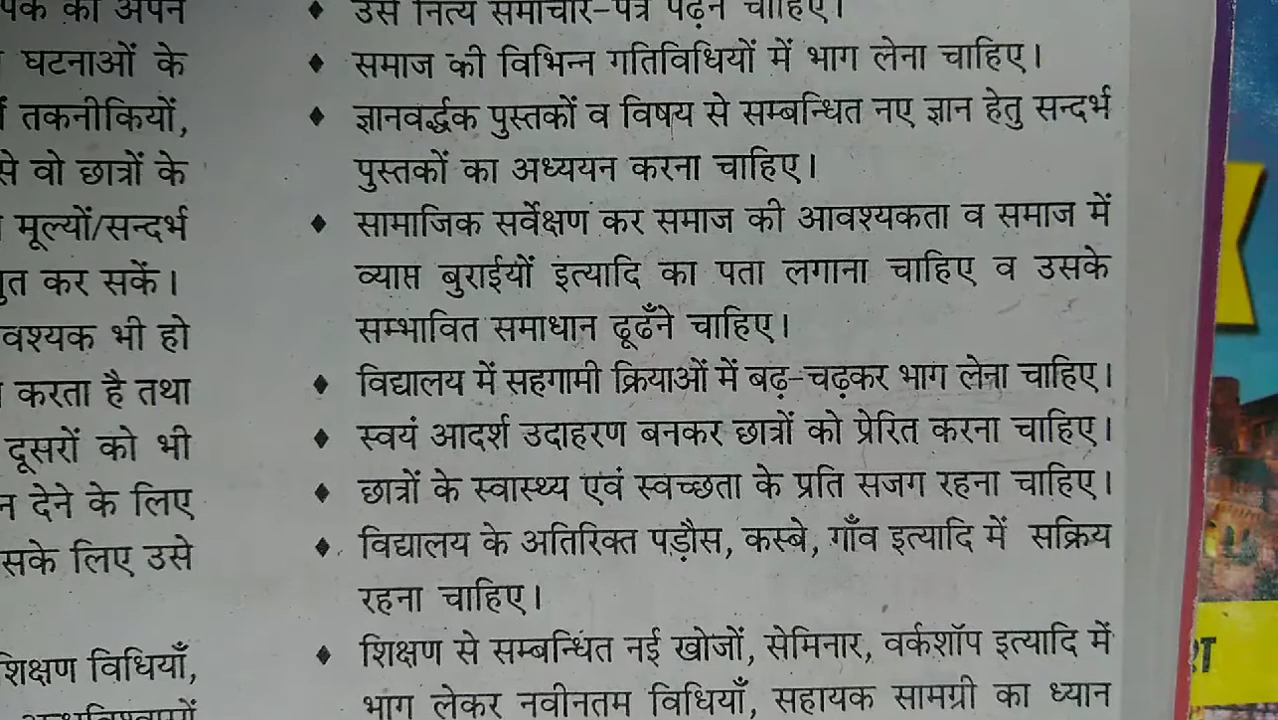 घटनाओं के
तकनीकियों,
से वो छात्रों के
मूल्यों/सन्दर्भ
कर सकें।
भी हो
करता है तथा
दूसरों को भी
देने के लिए
लिए उसे
शिक्षण विधियाँ,
उसे नित्य समाचार-पत्र पढ़ने चाहिए।
♦ समाज की विभिन्न गतिविधियों में भाग लेना चाहिए।
♦ ज्ञानवर्द्धक पुस्तकों व विषय से सम्बन्धित नए ज्ञान हेतु सन्दर्भ
पुस्तकों का अध्ययन करना चाहिए।
♦ सामाजिक सर्वेक्षण कर समाज की आवश्यकता व समाज में
व्याप्त बुराईयों इत्यादि का पता लगाना चाहिए व उसके
सम्भावित समाधान ढूढँने चाहिए।
♦ विद्यालय में सहगामी क्रियाओं में बढ़-चढ़कर भाग लेना चाहिए।
♦ स्वयं आदर्श उदाहरण बनकर छात्रों को प्रेरित करना चाहिए।
♦ छात्रों के स्वास्थ्य एवं स्वच्छता के प्रति सजग रहना चाहिए।
♦ विद्यालय के अतिरिक्त पड़ौस, कस्बे, गाँव इत्यादि में सक्रिय
रहना चाहिए।
♦ शिक्षण से सम्बन्धित नई खोजों, सेमिनार, वर्कशॉप इत्यादि में
भाग लेकर नवीनतम विधियाँ, सहायक सामग्री का ध्यान